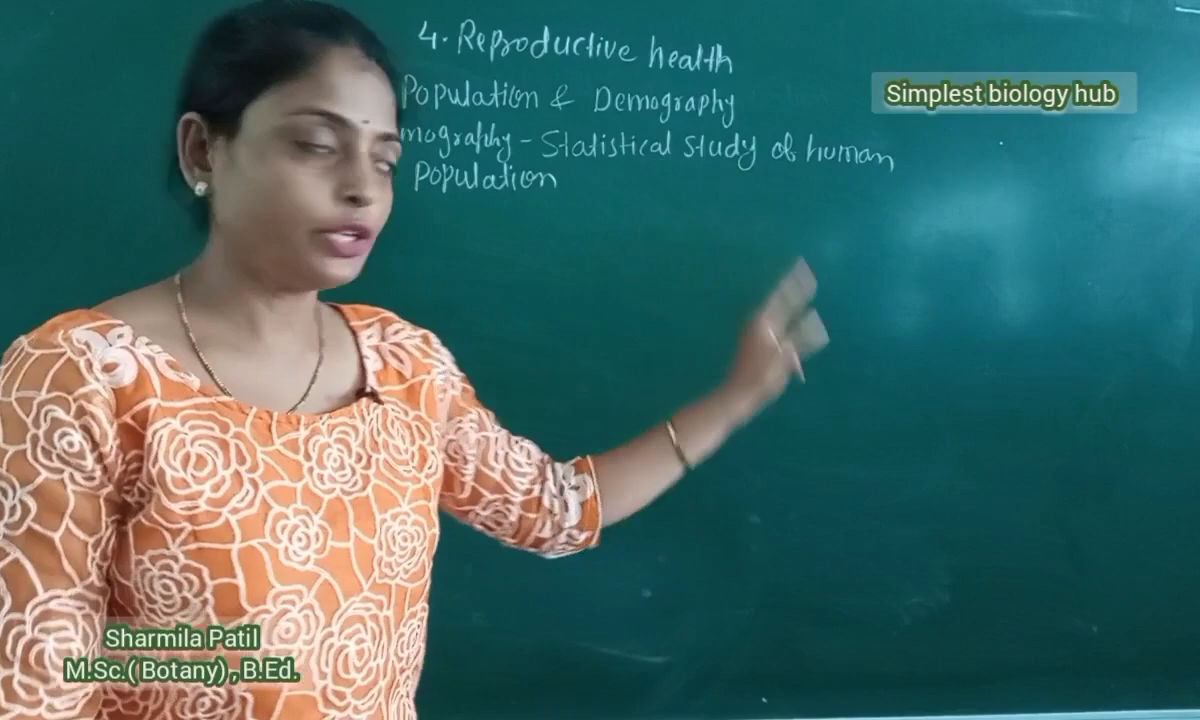 4. Reproductive health
Population & Demography
mography - Statistical study of human
population
Simplest biology hub
Sharmila Patil
M.Sc.( Botany) , B.Ed.